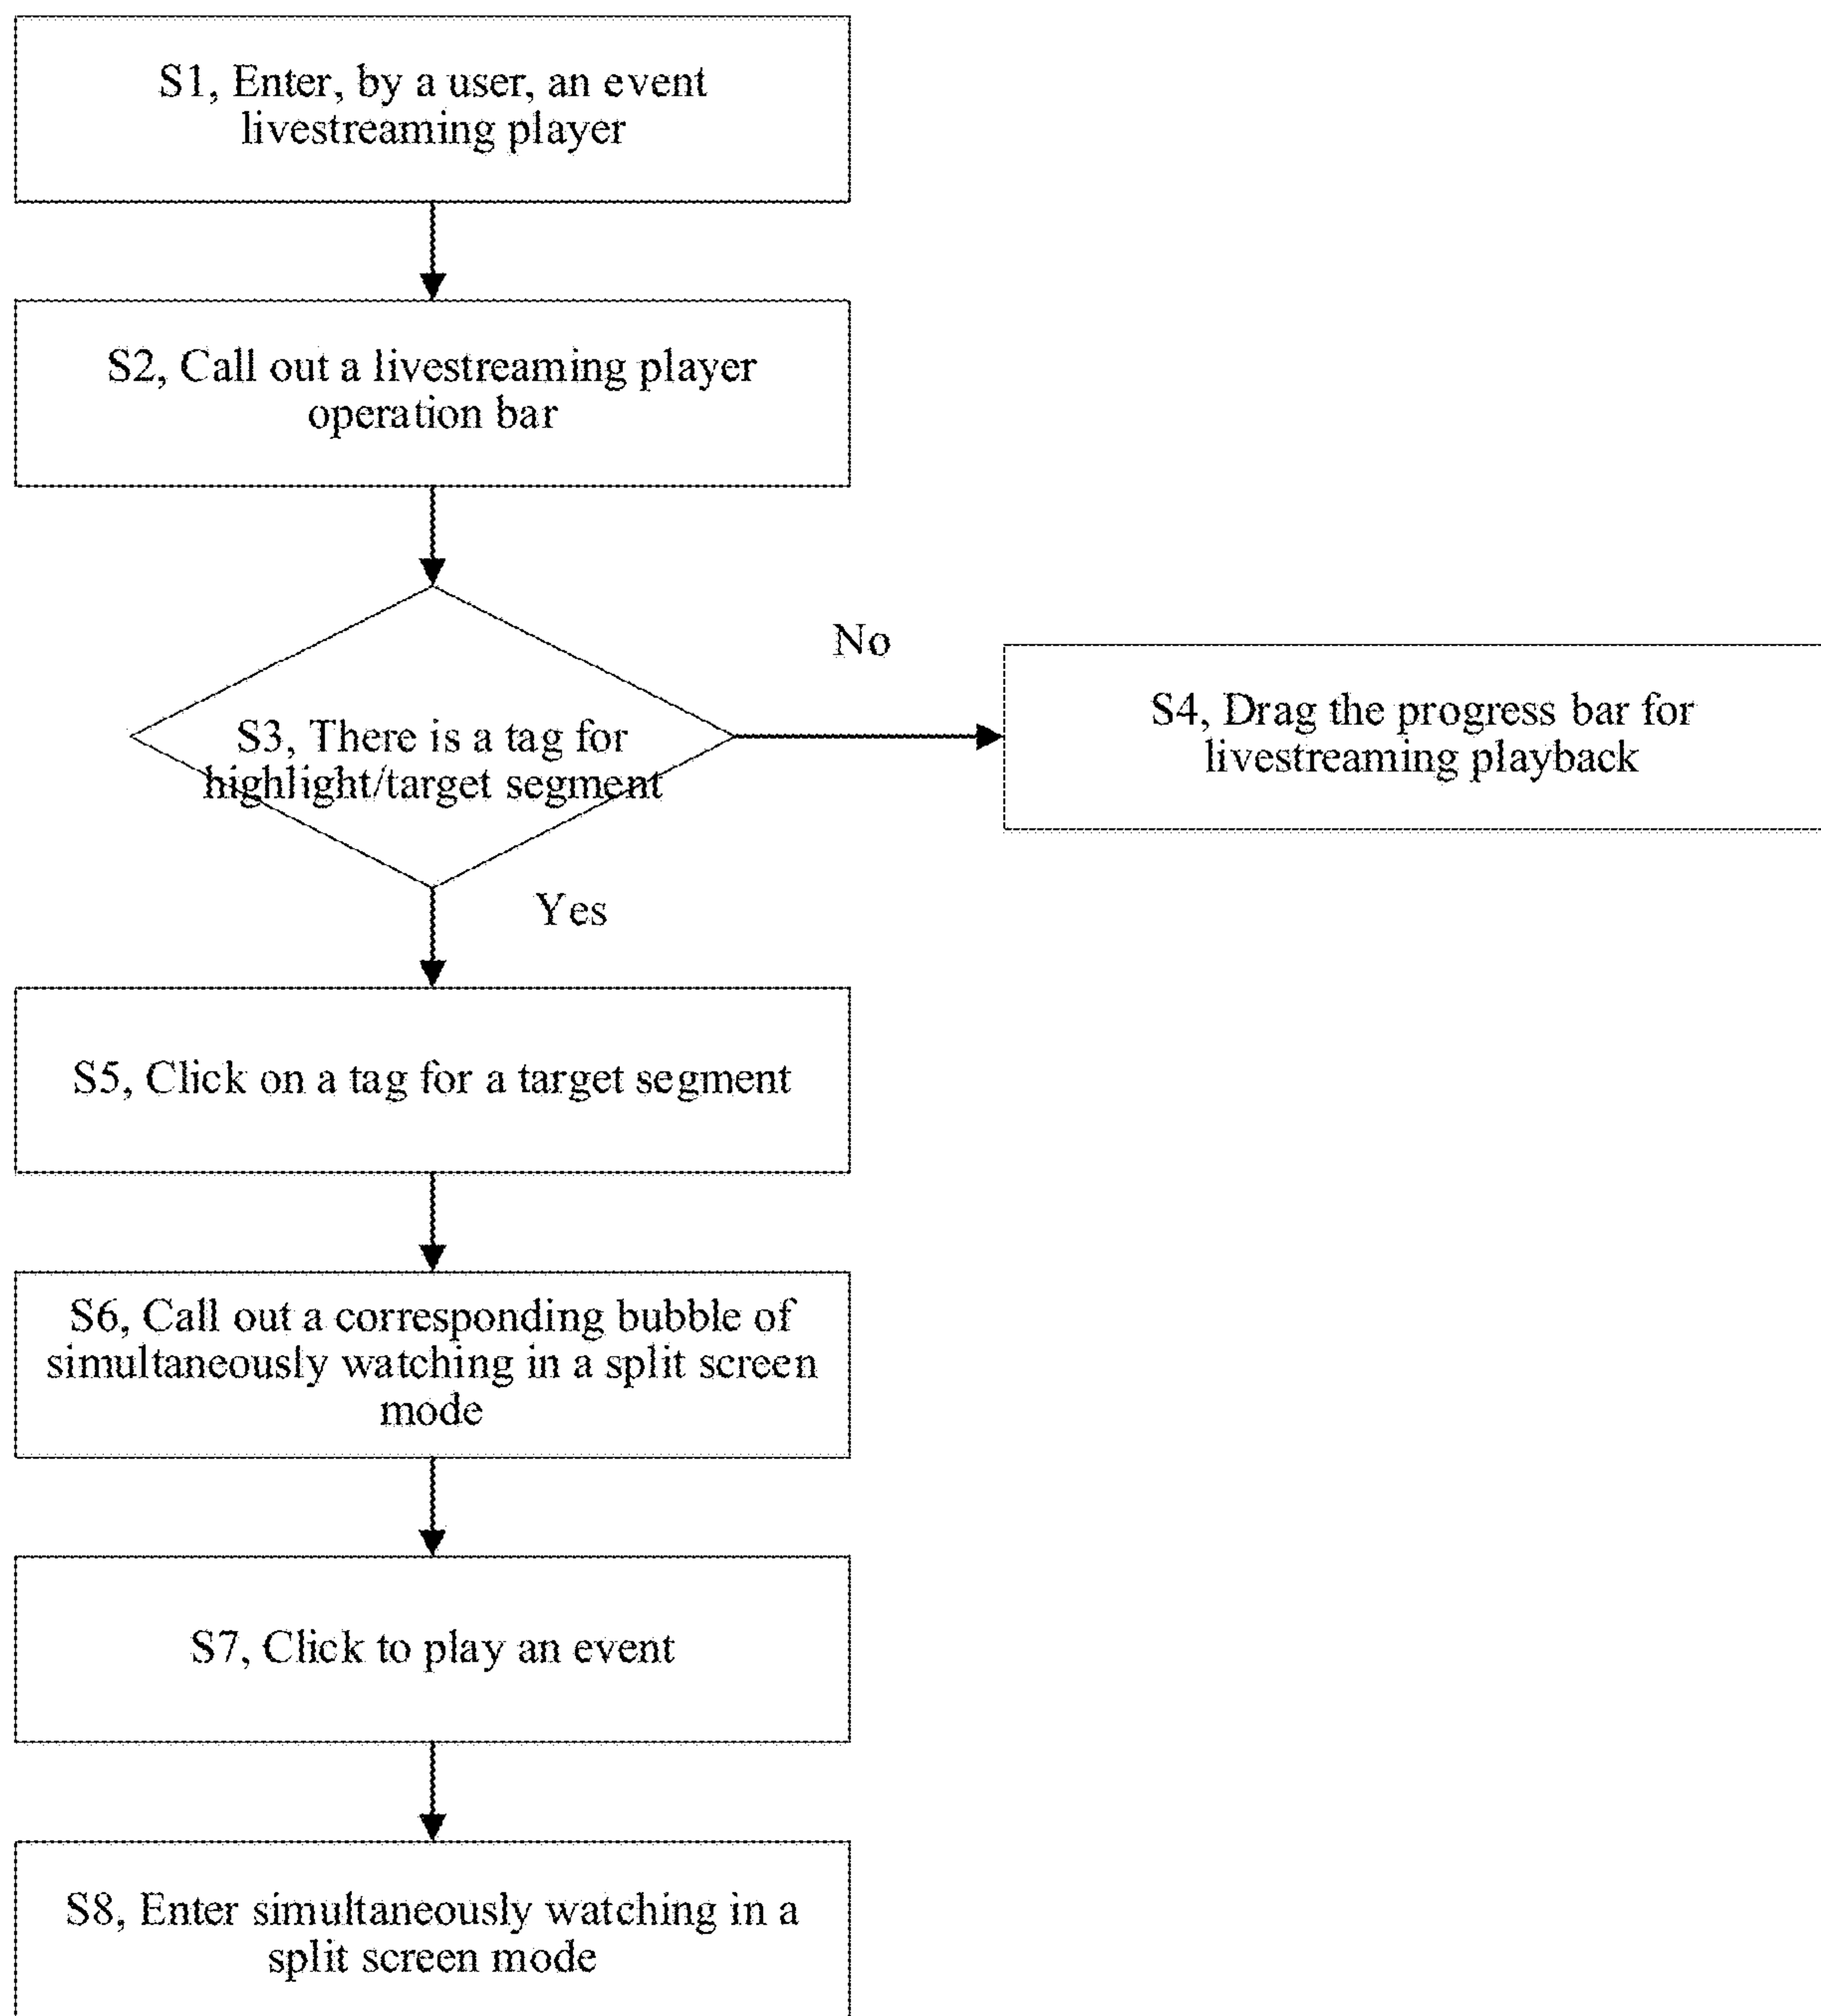 S1, Enter, by a user, an event
livestreaming player
S2, Call out a livestreaming player
operation bar
No
S3, There is a tag for
highlight/target segment
S4, Drag the progress bar for
livestreaming playback
Yes
S5, Click on a tag for a target segment
S6, Call out a corresponding bubble of
simultaneously watching in a split screen
mode
S7, Click to play an event
S8, Enter simultaneously watching in a
split screen mode